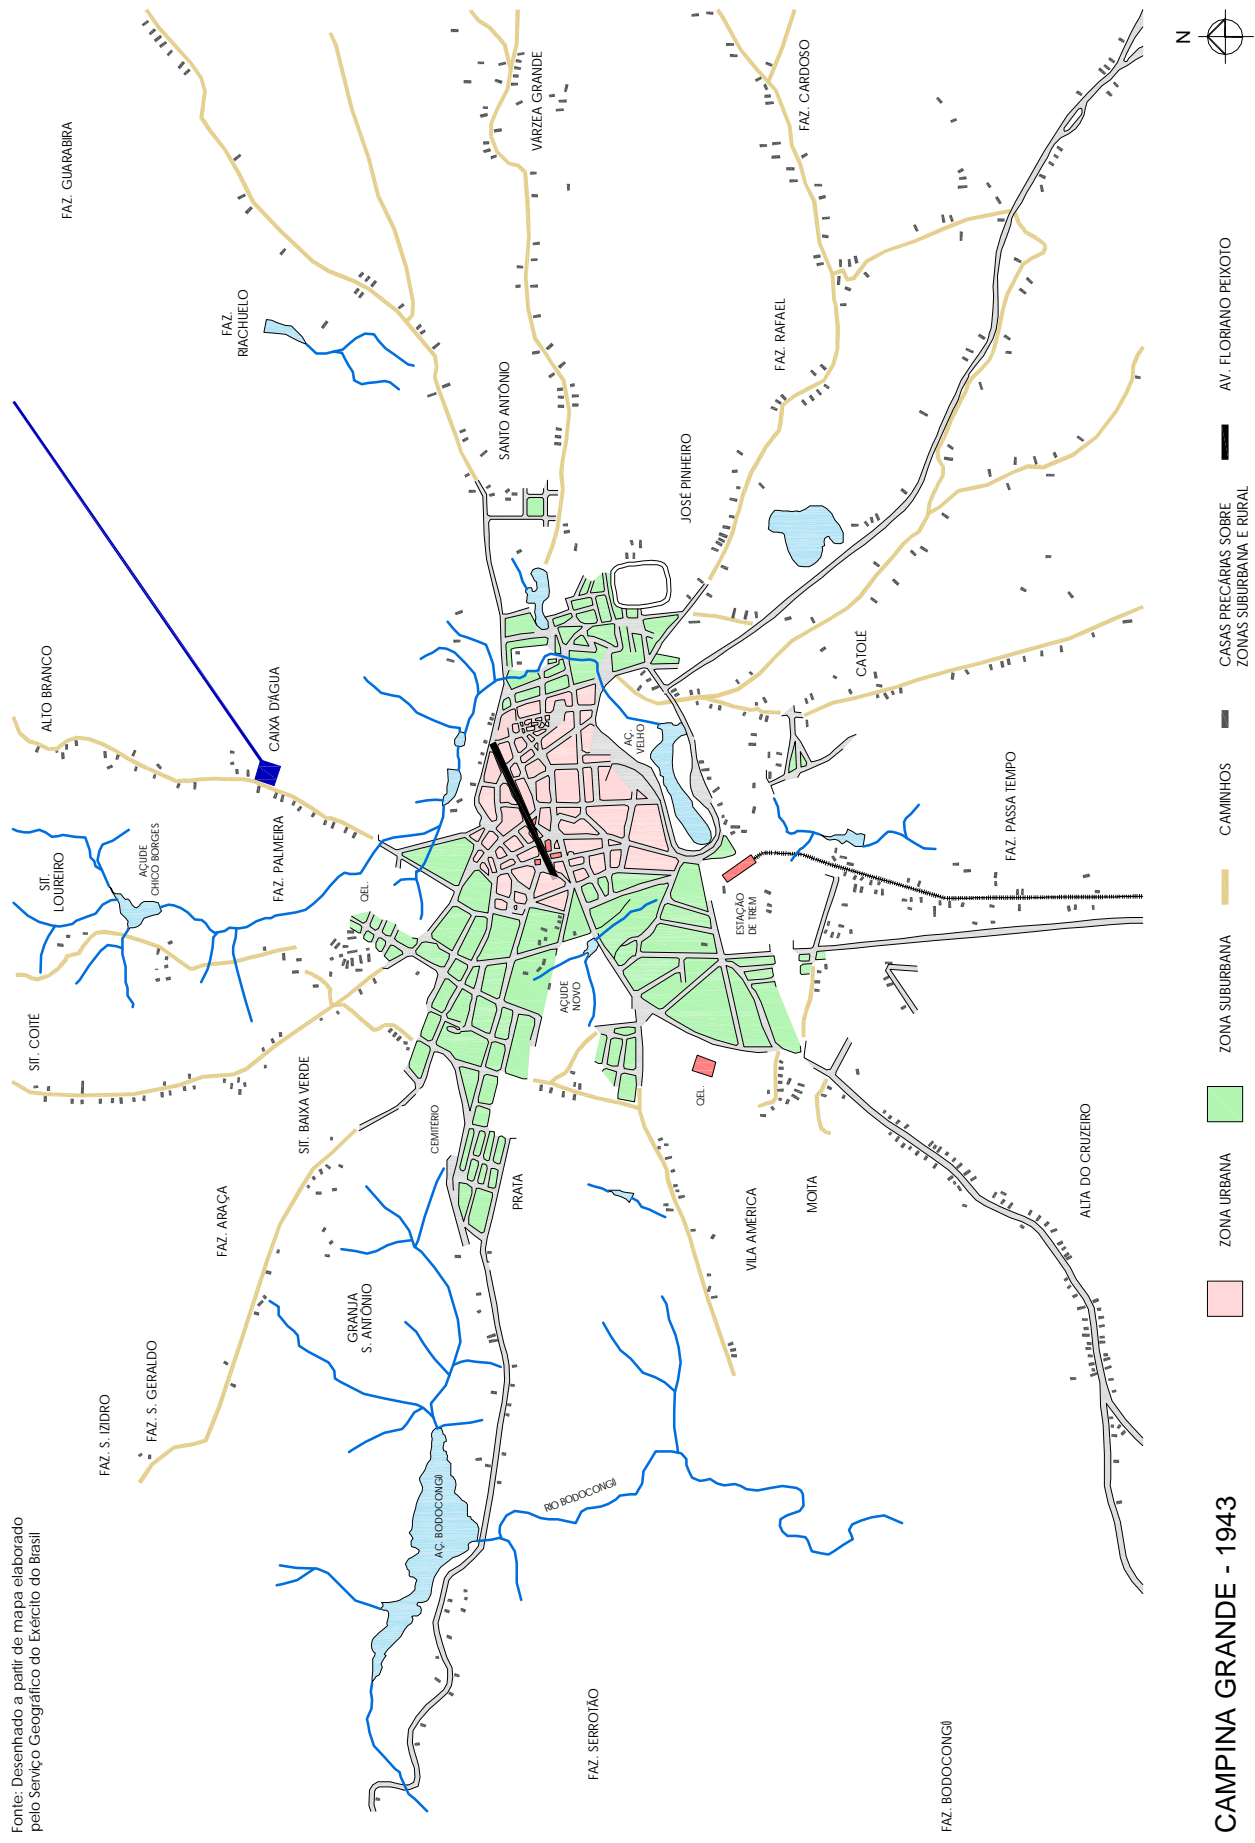 Fonte: Desenhado a partir de mapa elaborado
pelo Serviço Geográfico do Exército do Brasil
FAZ. S. IZIDRO
FAZ. S. GERALDO
FAZ. ARAÇA
SIT. COITÉ
SIT.
LOUREIRO
AÇUDE
CHICO BORGES
ALTO BRANCO
CAIXA D'ÁGUA
FAZ. PALMEIRA
QEL.
FAZ. GUARABIRA
FAZ.
RIACHUELO
SIT. BAIXA VERDE
GRANJA
S. ANTÔNIO
CEMITÉRIO
PRATA
AÇ. BODOCONGÓ
RIO BODOCONGÓ
SANTO ANTÔNIO
VÁRZEA GRANDE
AÇUDE
NOVO
AÇ.
VELHO
JOSÉ PINHEIRO
FAZ. RAFAEL
FAZ. CARDOSO
QEL.
ESTAÇÃO
DE TREM
CATOLÉ
VILA AMÉRICA
MOITA
FAZ. PASSA TEMPO
ALTA DO CRUZEIRO
FAZ. SERROTÃO
FAZ. BODOCONGÓ
N
CAMPINA GRANDE - 1943
ZONA URBANA
ZONA SUBURBANA
CAMINHOS
CASAS PRECÁRIAS SOBRE
ZONAS SUBURBANA E RURAL
AV. FLORIANO PEIXOTO